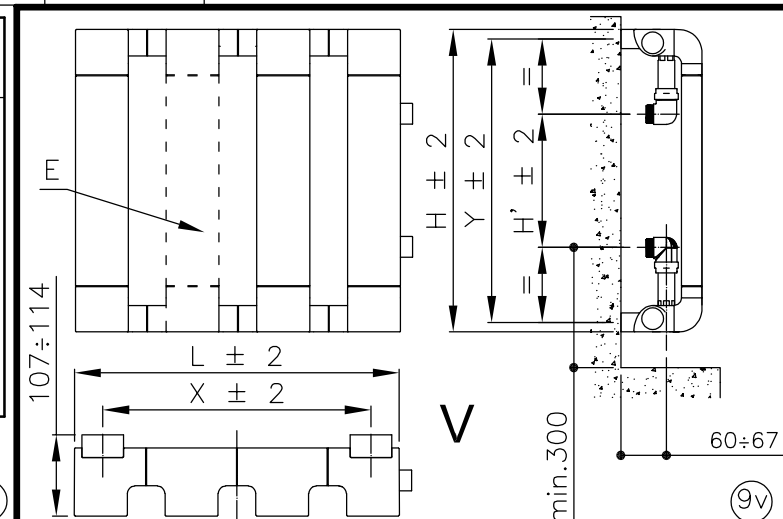 E
H ± 2
Y ± 2
=
H' ± 2
=
107÷114
L ± 2
X ± 2
V
min.300
60÷67
9v